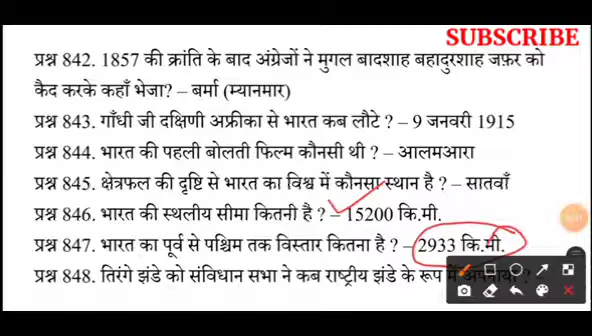 SUBSCRIBE
प्रश्न 842. 1857 की क्रांति के बाद अंग्रेजों ने मुगल बादशाह बहादुरशाह जफ़र को
कैद करके कहाँ भेजा? – बर्मा (म्यानमार)
प्रश्न 843. गाँधी जी दक्षिणी अफ्रीका से भारत कब लौटे ? – 9 जनवरी 1915
प्रश्न 844. भारत की पहली बोलती फिल्म कौनसी थी ? – आलमआरा
प्रश्न 845. क्षेत्रफल की दृष्टि से भारत का विश्व में कौनसा स्थान है ? – सातवाँ
प्रश्न 846. भारत की स्थलीय सीमा कितनी है ? – 15200 कि.मी.
प्रश्न 847. भारत का पूर्व से पश्चिम तक विस्तार कितना है ? – 2933 कि.मी.
प्रश्न 848. तिरंगे झंडे को संविधान सभा ने कब राष्ट्रीय झंडे के रूप में